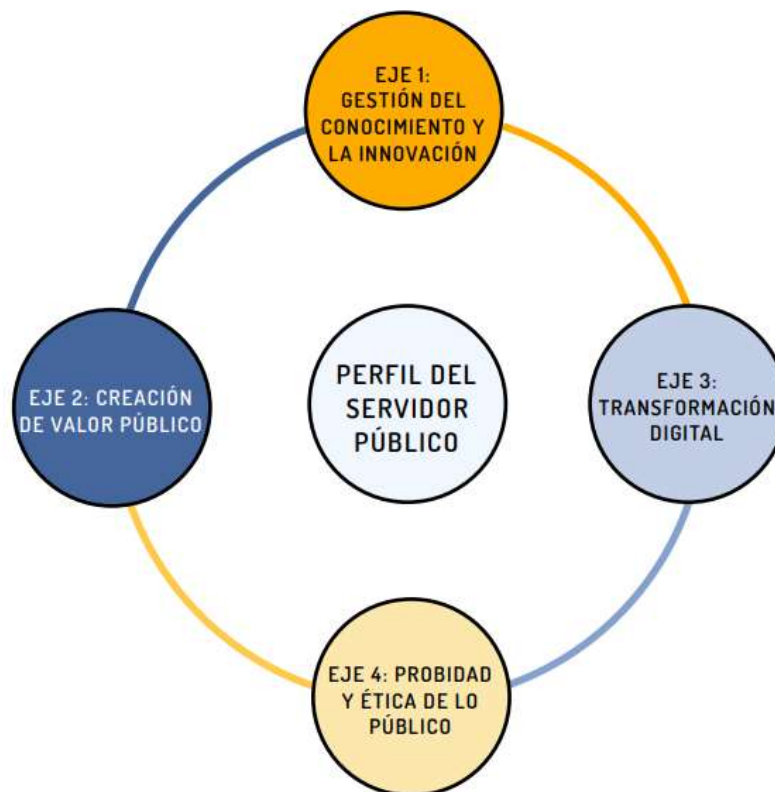 EJE 1:
GESTIÓN DEL
CONOCIMIENTO Y
LA INNOVACIÓN
EJE 2: CREACIÓN
DE VALOR PÚBLICO
PERFIL DEL
SERVIDOR
PÚBLICO
EJE 3:
TRANSFORMACIÓN
DIGITAL
EJE 4: PROBIDAD
Y ÉTICA DE LO
PÚBLICO